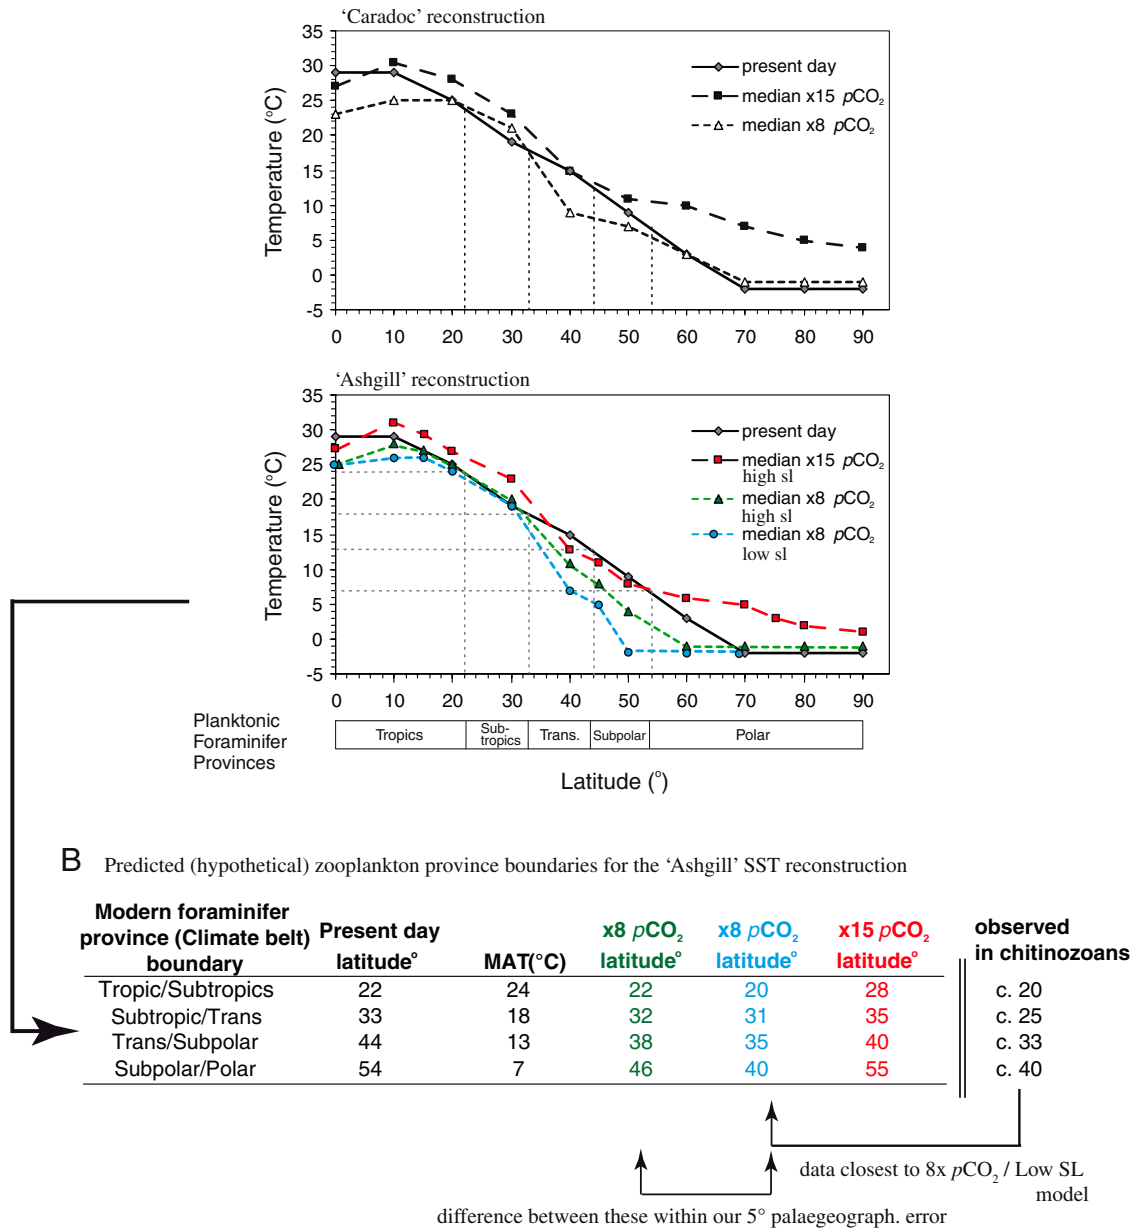 ‘Caradoc’ reconstruction
35
30
25
20
15
10
5
0
-5
Temperature (°C)
present day
median x15 pCO₂
median x8 pCO₂
0 10 20 30 40 50 60 70 80 90
‘Ashgill’ reconstruction
35
30
25
20
15
10
5
0
-5
Temperature (°C)
present day
median x15 pCO₂
high sl
median x8 pCO₂
high sl
median x8 pCO₂
low sl
0 10 20 30 40 50 60 70 80 90
Planktonic
Foraminifer
Provinces
Tropics
Sub-
tropics
Trans.
Subpolar
Polar
Latitude (°)
B Predicted (hypothetical) zooplankton province boundaries for the ‘Ashgill’ SST reconstruction
Modern foraminifer
province (Climate belt)
boundary
Present day
latitude°
MAT(°C)
x8 pCO₂
latitude°
x8 pCO₂
latitude°
x15 pCO₂
latitude°
observed
in chitinozoans
Tropic/Subtropics 22 24 22 20 28 c. 20
Subtropic/Trans 33 18 32 31 35 c. 25
Trans/Subpolar 44 13 38 35 40 c. 33
Subpolar/Polar 54 7 46 40 55 c. 40
data closest to 8x pCO₂ / Low SL
model
difference between these within our 5° palaegeograph. error